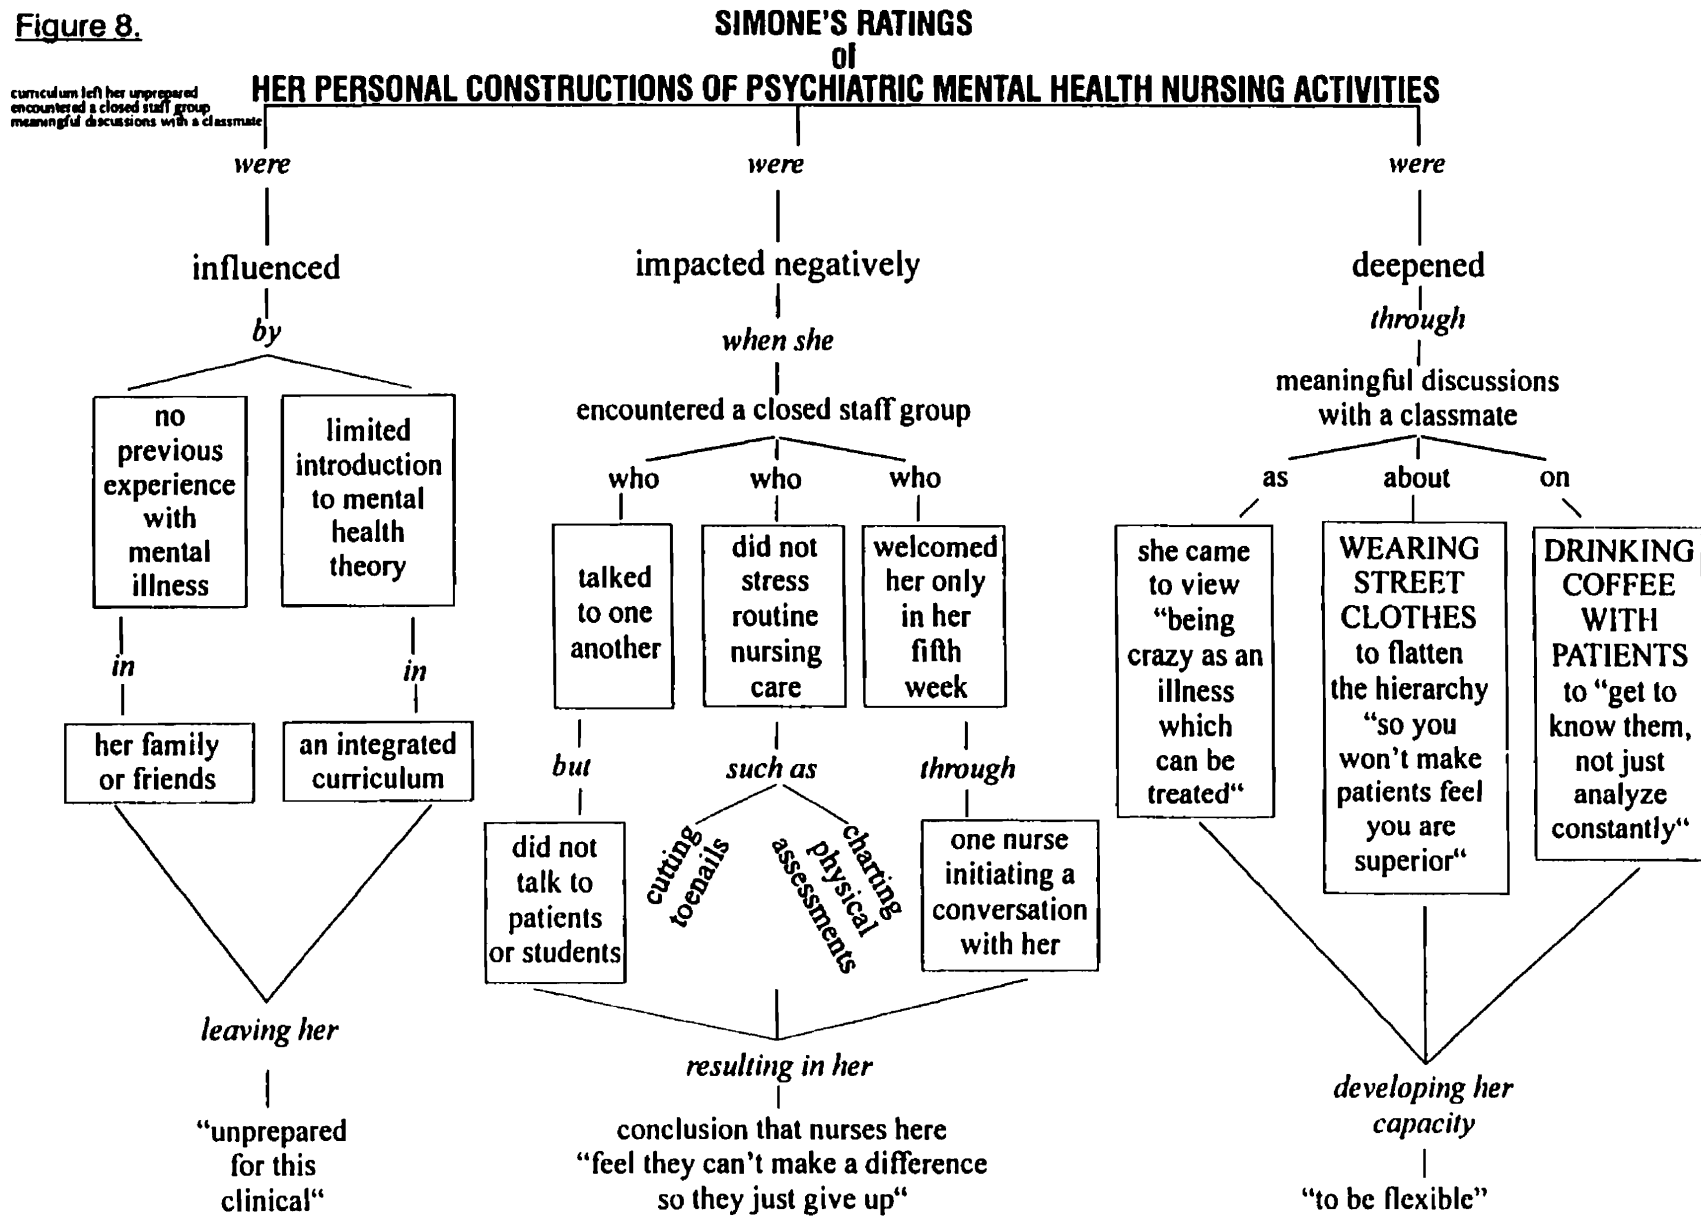 Figure 8.
SIMONE'S RATINGS
of
HER PERSONAL CONSTRUCTIONS OF PSYCHIATRIC MENTAL HEALTH NURSING ACTIVITIES
curriculum left her unprepared
encountered a closed staff group
meaningful discussions with a classmate
were
influenced
by
no
previous
experience
with
mental
illness
limited
introduction
to mental
health
theory
in
in
her family
or friends
an integrated
curriculum
leaving her
“unprepared
for this
clinical“
were
impacted negatively
when she
encountered a closed staff group
who
who
who
talked
to one
another
did not
stress
routine
nursing
care
welcomed
her only
in her
fifth
week
but
such as
through
did not
talk to
patients
or students
cutting
toenails
charting
physical
assessments
one nurse
initiating a
conversation
with her
resulting in her
conclusion that nurses here
“feel they can't make a difference
so they just give up“
were
deepened
through
meaningful discussions
with a classmate
as
about
on
she came
to view
“being
crazy as an
illness
which
can be
treated“
WEARING
STREET
CLOTHES
to flatten
the hierarchy
“so you
won't make
patients feel
you are
superior“
DRINKING
COFFEE
WITH
PATIENTS
to “get to
know them,
not just
analyze
constantly“
developing her
capacity
“to be flexible”